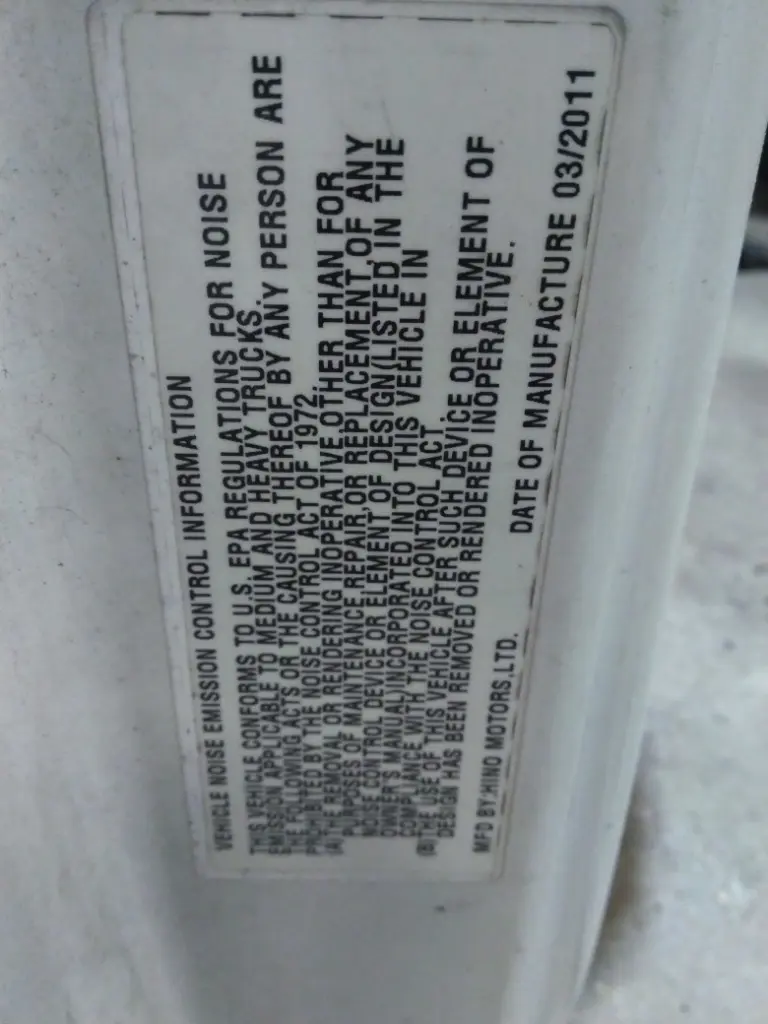 VEHICLE NOISE EMISSION CONTROL INFORMATION
THIS VEHICLE CONFORMS TO U.S. EPA REGULATIONS FOR NOISE
EMISSION APPLICABLE TO MEDIUM AND HEAVY TRUCKS.
THE FOLLOWING ACTS OR THE CAUSING THEREOF BY ANY PERSON ARE
PROHIBITED BY THE NOISE CONTROL ACT OF 1972.
(A) THE REMOVAL OR RENDERING INOPERATIVE OTHER THAN FOR
PURPOSES OF MAINTENANCE, REPAIR, OR REPLACEMENT, OF ANY
NOISE CONTROL DEVICE OR ELEMENT OF DESIGN (LISTED IN THE
OWNER'S MANUAL) INCORPORATED INTO THIS VEHICLE IN
COMPLIANCE WITH THE NOISE CONTROL ACT.
(B) THE USE OF THIS VEHICLE AFTER SUCH DEVICE OR ELEMENT OF
DESIGN HAS BEEN REMOVED OR RENDERED INOPERATIVE.
MFD BY:HINO MOTORS,LTD. DATE OF MANUFACTURE 03/2011